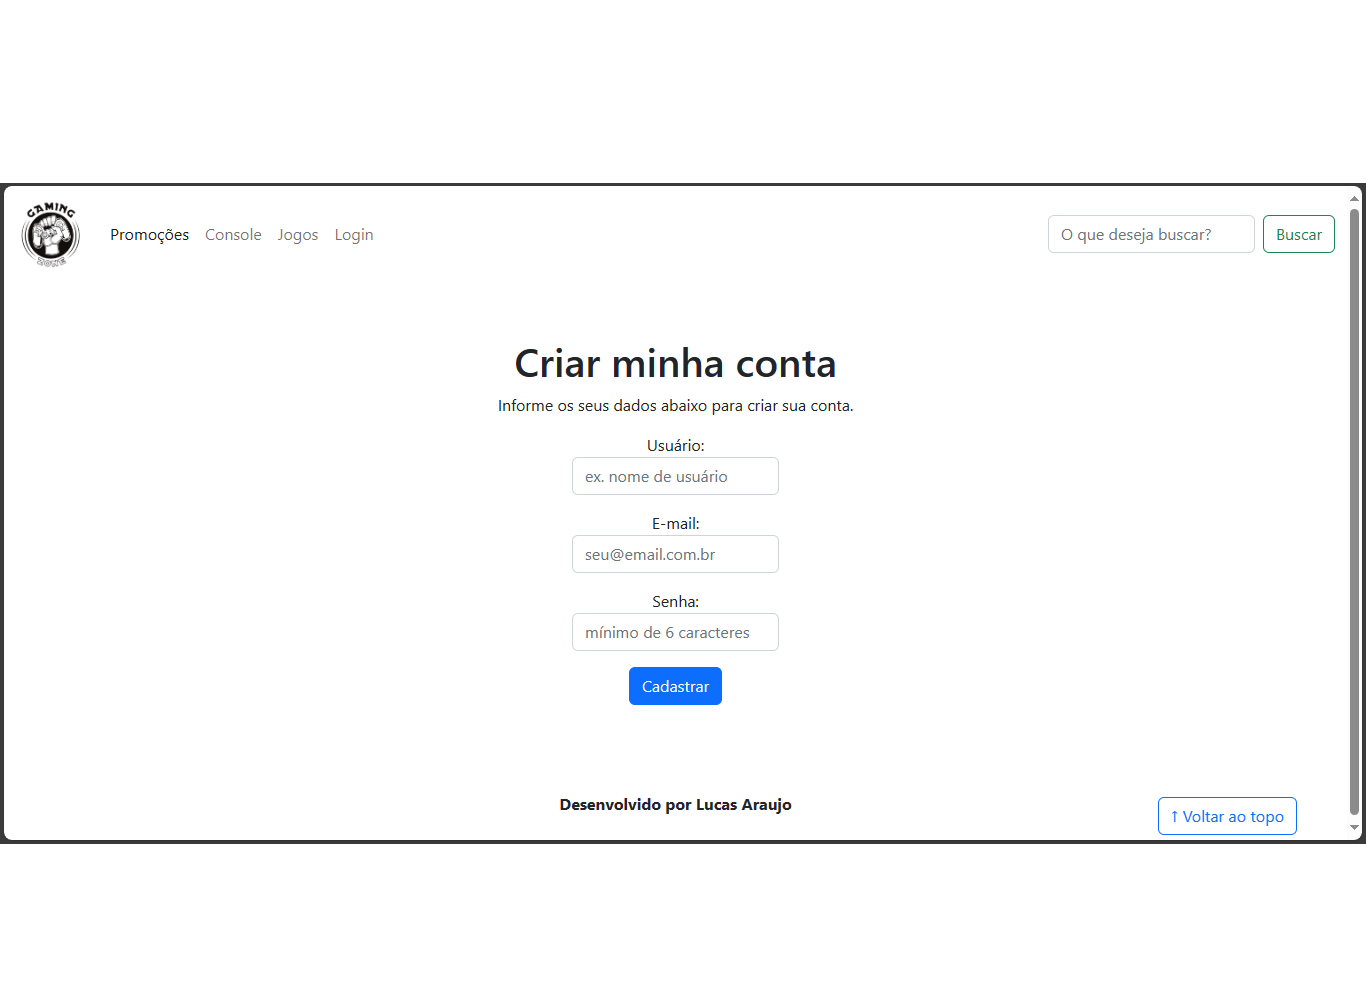 GAMING
ZONE
Promoções Console Jogos Login
O que deseja buscar? Buscar
Criar minha conta
Informe os seus dados abaixo para criar sua conta.
Usuário:
ex. nome de usuário
E-mail:
seu@email.com.br
Senha:
mínimo de 6 caracteres
Cadastrar
Desenvolvido por Lucas Araujo
↑ Voltar ao topo